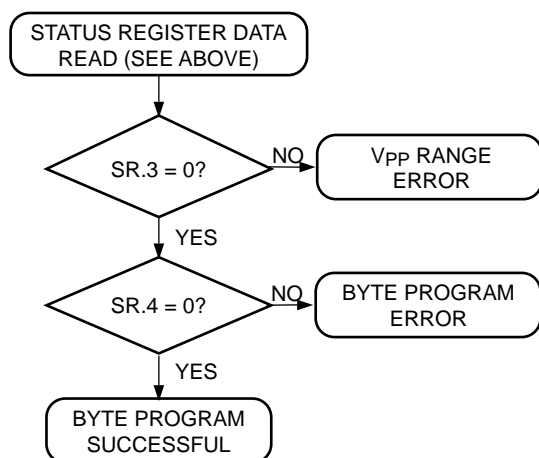 STATUS REGISTER DATA
READ (SEE ABOVE)
SR.3 = 0?
NO
VPP RANGE
ERROR
YES
SR.4 = 0?
NO
BYTE PROGRAM
ERROR
YES
BYTE PROGRAM
SUCCESSFUL